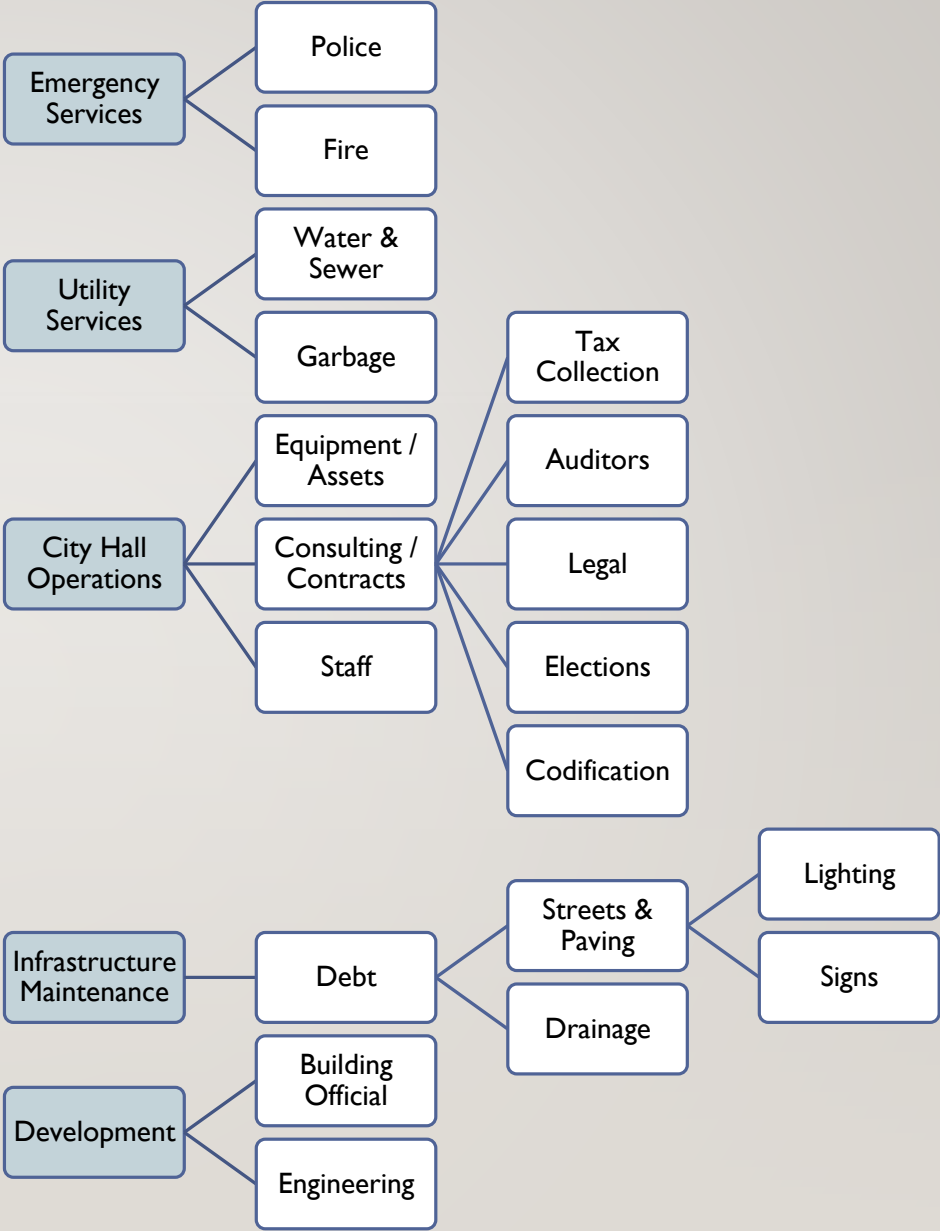 Emergency
Services
Police
Fire
Utility
Services
Water &
Sewer
Garbage
City Hall
Operations
Equipment /
Assets
Consulting /
Contracts
Tax
Collection
Auditors
Legal
Elections
Codification
Staff
Infrastructure
Maintenance
Debt
Streets &
Paving
Lighting
Signs
Drainage
Development
Building
Official
Engineering